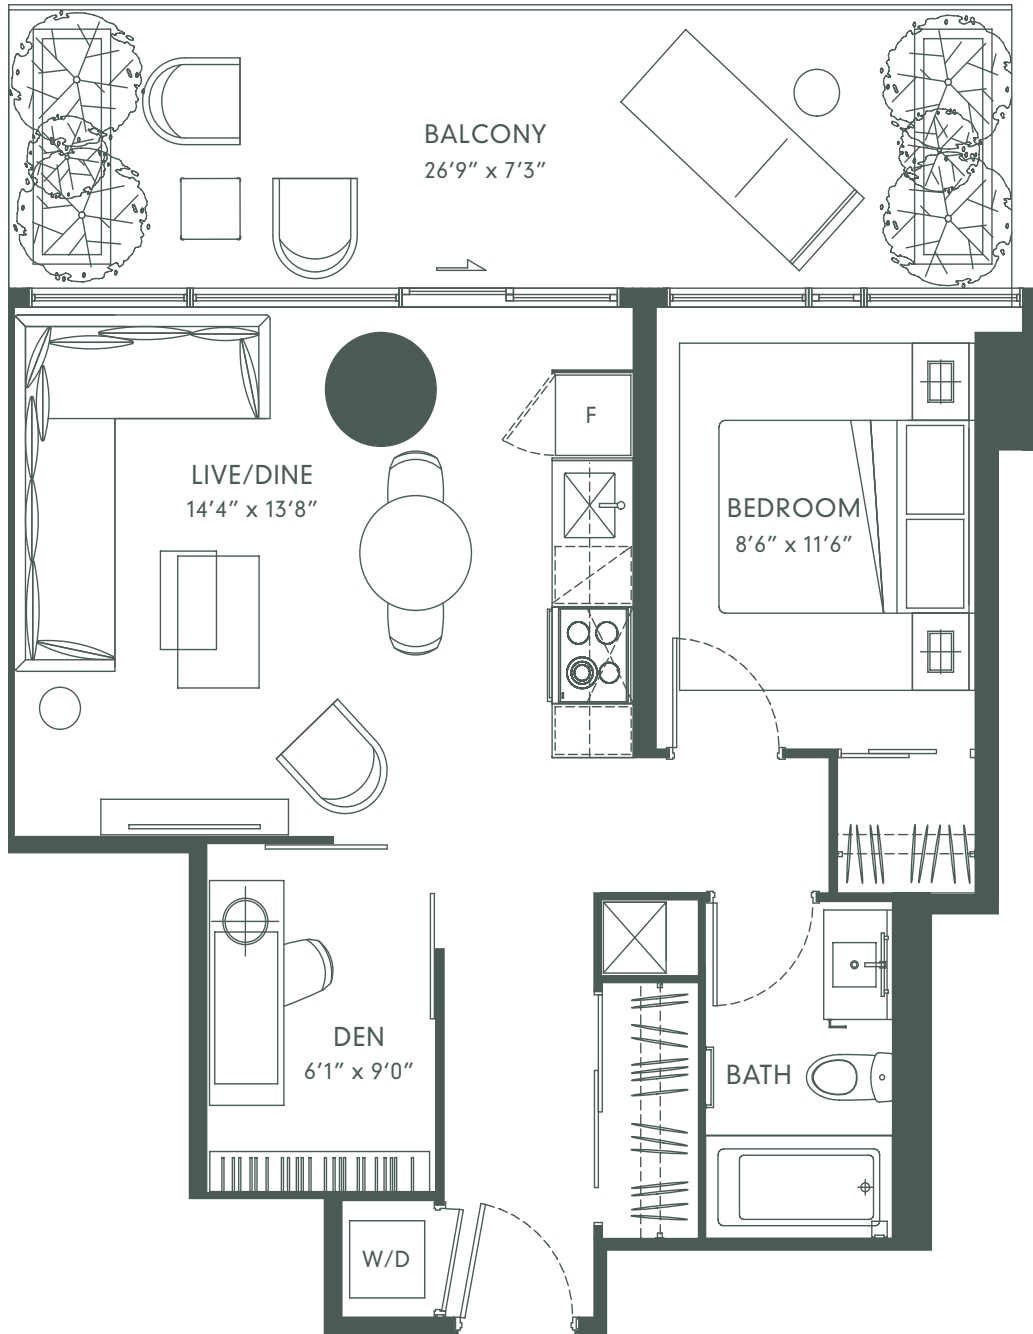 BALCONY
26’9” x 7’3”
F
LIVE/DINE
14’4” x 13’8”
BEDROOM
8’6” x 11’6”
DEN
6’1” x 9’0”
BATH
W/D